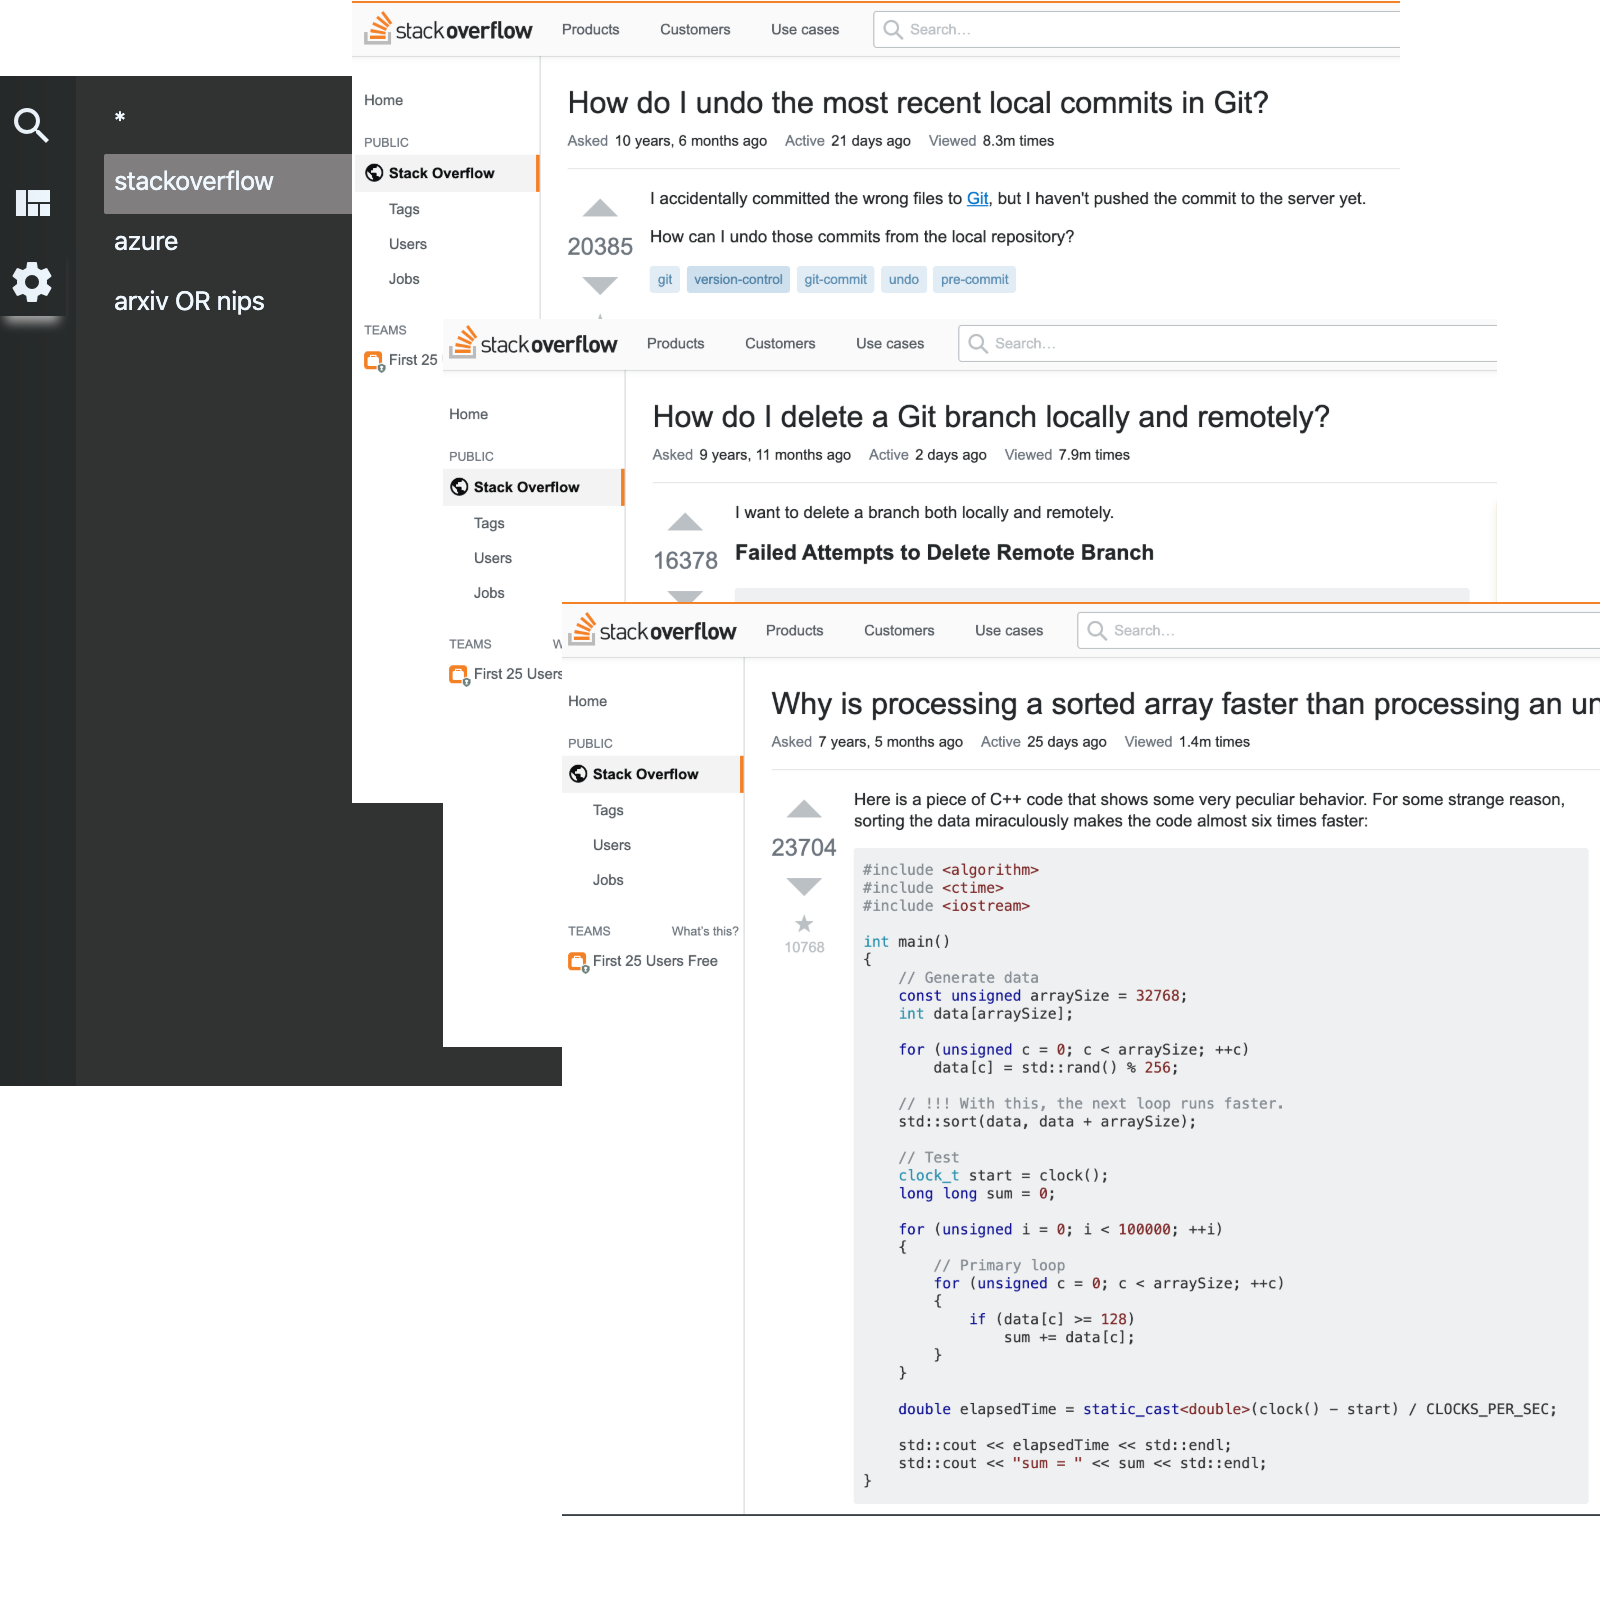 *
stackoverflow
azure
arxiv OR nips
stackoverflow Products Customers Use cases Search...
Home
PUBLIC
Stack Overflow
Tags
Users
Jobs
TEAMS
First 25
How do I undo the most recent local commits in Git?
Asked 10 years, 6 months ago Active 21 days ago Viewed 8.3m times
20385
I accidentally committed the wrong files to Git, but I haven't pushed the commit to the server yet.
How can I undo those commits from the local repository?
git version-control git-commit undo pre-commit
stackoverflow Products Customers Use cases Search...
Home
PUBLIC
Stack Overflow
Tags
Users
Jobs
TEAMS W
First 25 Users
How do I delete a Git branch locally and remotely?
Asked 9 years, 11 months ago Active 2 days ago Viewed 7.9m times
16378
I want to delete a branch both locally and remotely.
Failed Attempts to Delete Remote Branch
stackoverflow Products Customers Use cases Search...
Home
PUBLIC
Stack Overflow
Tags
Users
Jobs
TEAMS What's this?
First 25 Users Free
Why is processing a sorted array faster than processing an un
Asked 7 years, 5 months ago Active 25 days ago Viewed 1.4m times
23704
10768
Here is a piece of C++ code that shows some very peculiar behavior. For some strange reason,
sorting the data miraculously makes the code almost six times faster:
#include <algorithm>
#include <ctime>
#include <iostream>
int main()
{
    // Generate data
    const unsigned arraySize = 32768;
    int data[arraySize];
    for (unsigned c = 0; c < arraySize; ++c)
        data[c] = std::rand() % 256;
    // !!! With this, the next loop runs faster.
    std::sort(data, data + arraySize);
    // Test
    clock_t start = clock();
    long long sum = 0;
    for (unsigned i = 0; i < 100000; ++i)
    {
        // Primary loop
        for (unsigned c = 0; c < arraySize; ++c)
        {
            if (data[c] >= 128)
                sum += data[c];
        }
    }
    double elapsedTime = static_cast<double>(clock() - start) / CLOCKS_PER_SEC;
    std::cout << elapsedTime << std::endl;
    std::cout << "sum = " << sum << std::endl;
}